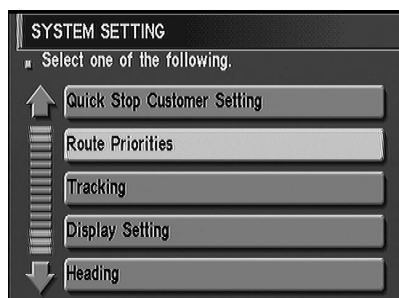 SYSTEM SETTING
Select one of the following.
Quick Stop Customer Setting
Route Priorities
Tracking
Display Setting
Heading